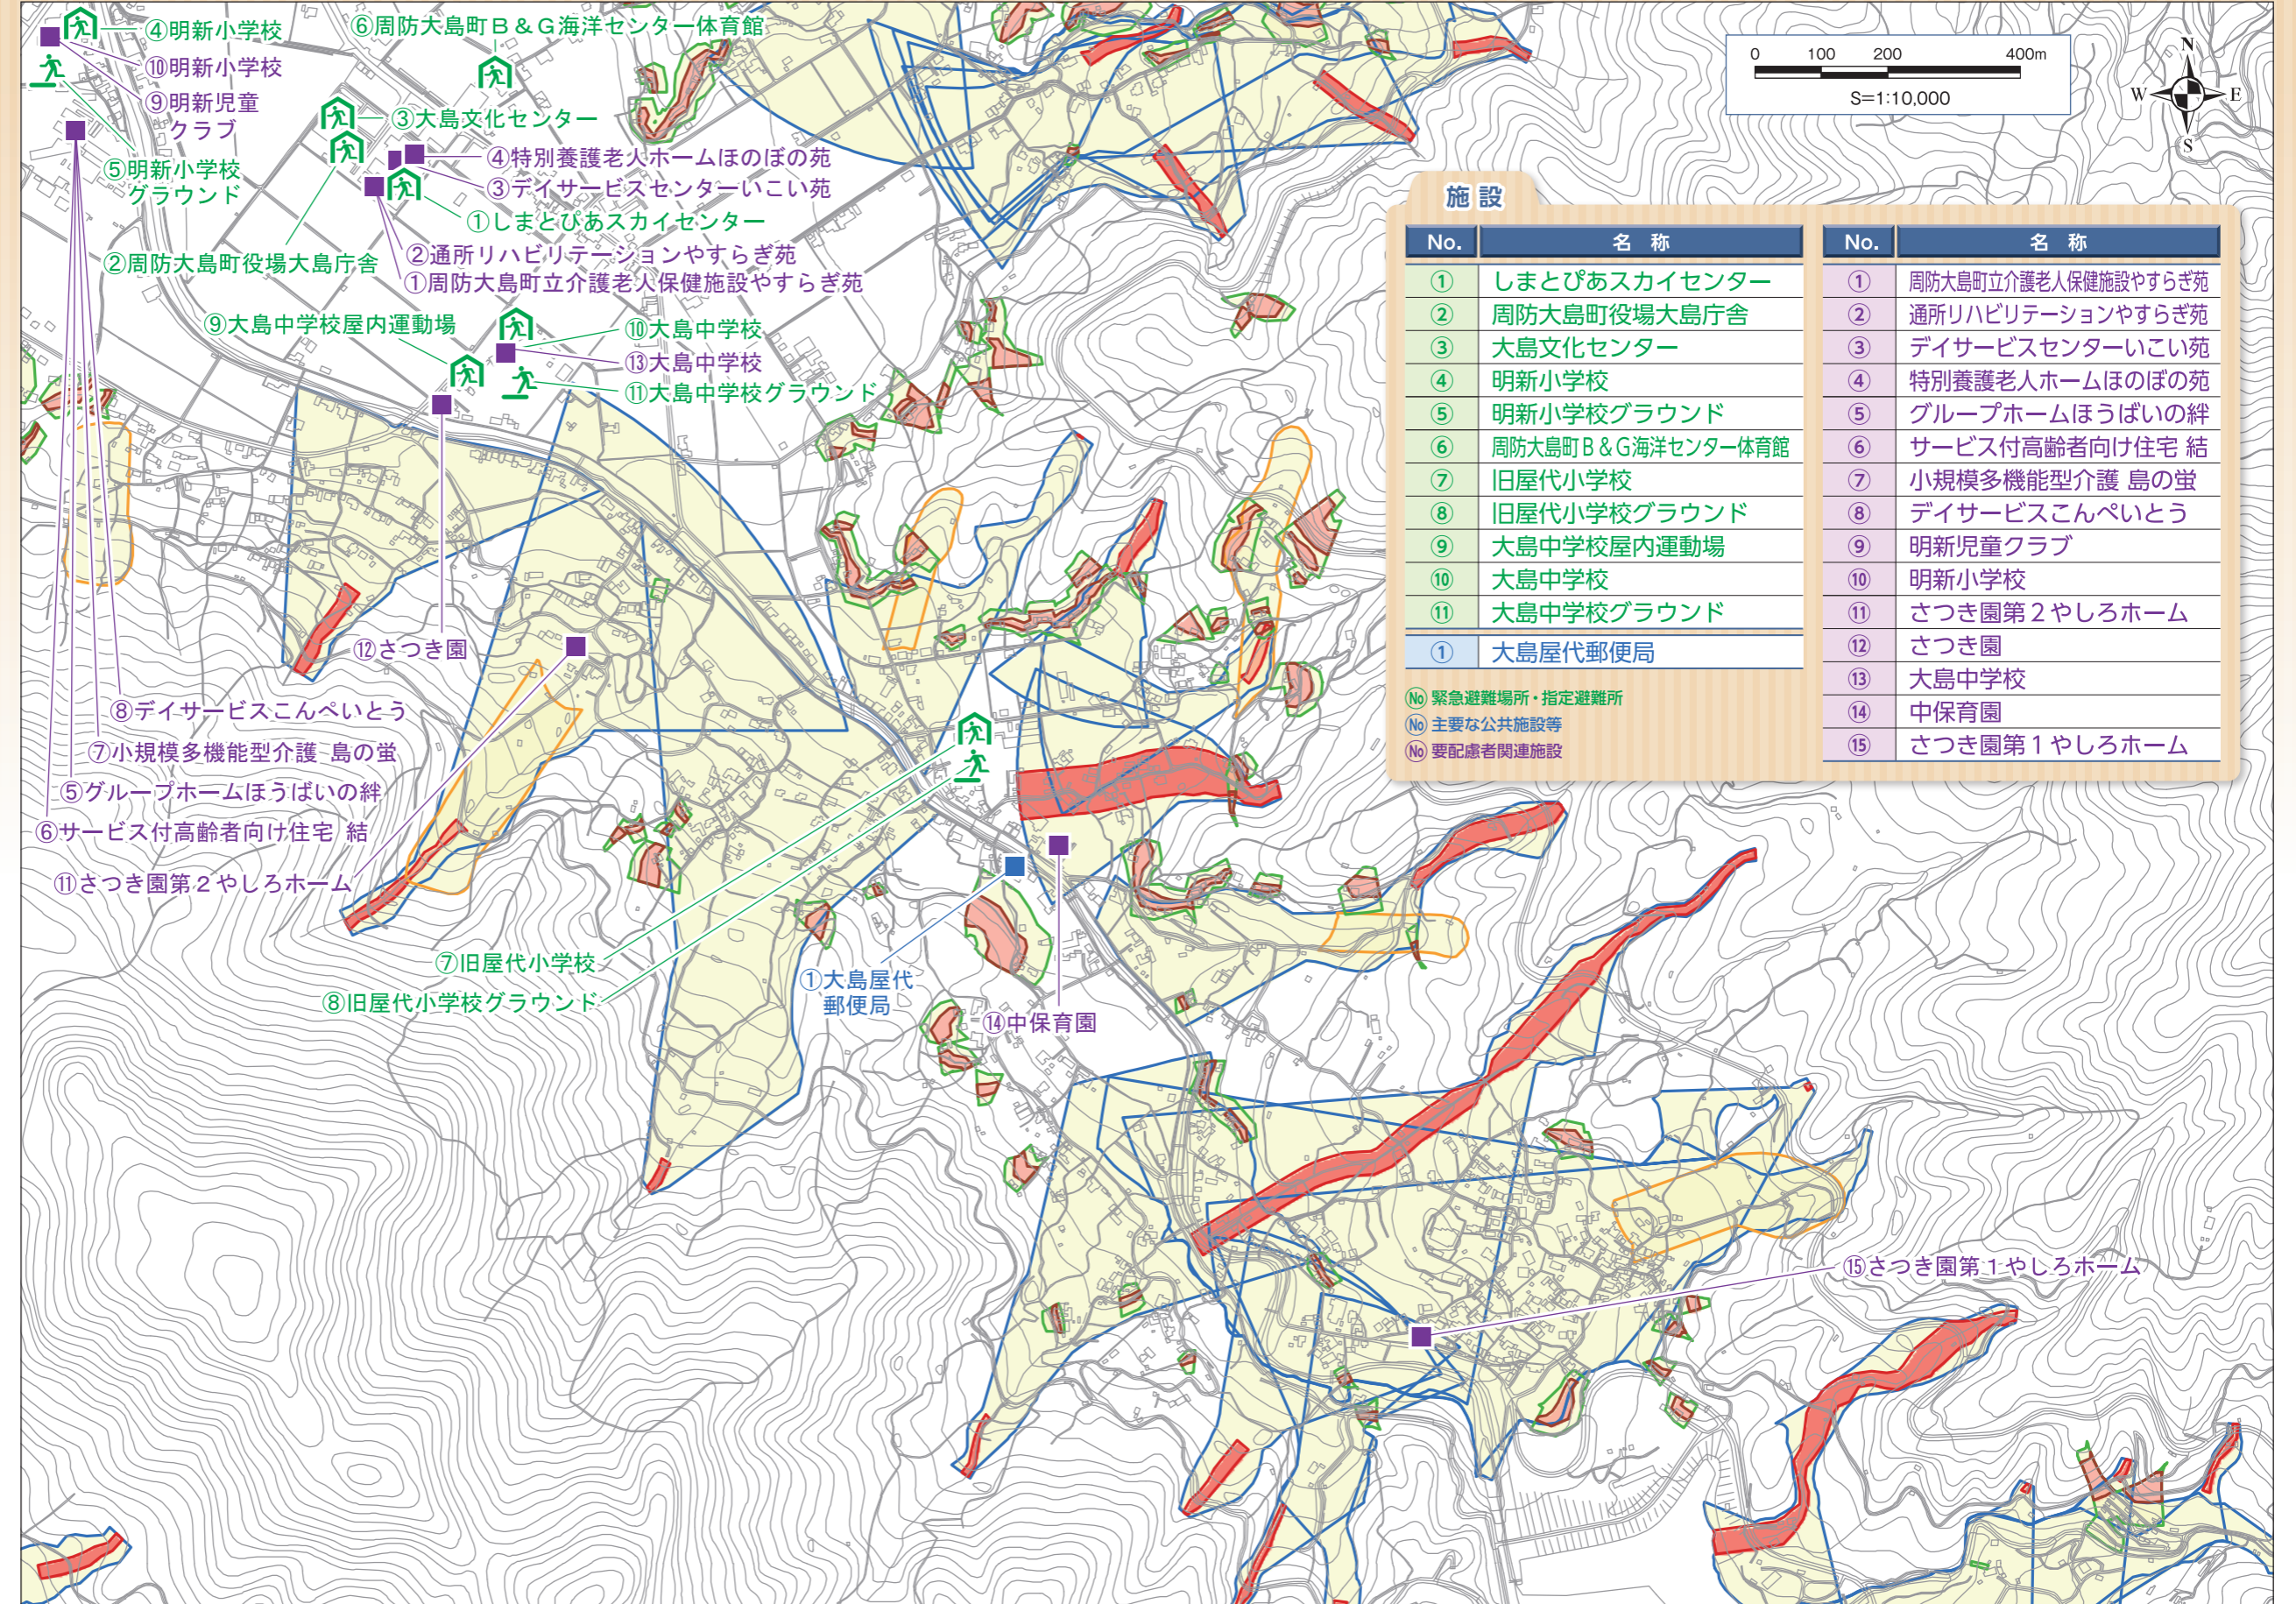 ④明新小学校
⑥周防大島町Ｂ＆Ｇ海洋センター体育館
⑩明新小学校
⑨明新児童
クラブ
③大島文化センター
⑤明新小学校
グラウンド
④特別養護老人ホームほのぼの苑
③デイサービスセンターいこい苑
①しまとぴあスカイセンター
②周防大島町役場大島庁舎
②通所リハビリテーションやすらぎ苑
①周防大島町立介護老人保健施設やすらぎ苑
⑨大島中学校屋内運動場
⑩大島中学校
⑬大島中学校
⑪大島中学校グラウンド
⑫さつき園
⑧デイサービスこんぺいとう
⑦小規模多機能型介護 島の蛍
⑤グループホームほうばいの絆
⑥サービス付高齢者向け住宅 結
⑪さつき園第２やしろホーム
⑦旧屋代小学校
⑧旧屋代小学校グラウンド
①大島屋代
郵便局
⑭中保育園
⑮さつき園第１やしろホーム
0 100 200 400m
S=1:10,000
N
W E
S
施設
No. 名称
① しまとぴあスカイセンター
② 周防大島町役場大島庁舎
③ 大島文化センター
④ 明新小学校
⑤ 明新小学校グラウンド
⑥ 周防大島町Ｂ＆Ｇ海洋センター体育館
⑦ 旧屋代小学校
⑧ 旧屋代小学校グラウンド
⑨ 大島中学校屋内運動場
⑩ 大島中学校
⑪ 大島中学校グラウンド
① 大島屋代郵便局
No 緊急避難場所・指定避難所
No 主要な公共施設等
No 要配慮者関連施設
No. 名称
① 周防大島町立介護老人保健施設やすらぎ苑
② 通所リハビリテーションやすらぎ苑
③ デイサービスセンターいこい苑
④ 特別養護老人ホームほのぼの苑
⑤ グループホームほうばいの絆
⑥ サービス付高齢者向け住宅 結
⑦ 小規模多機能型介護 島の蛍
⑧ デイサービスこんぺいとう
⑨ 明新児童クラブ
⑩ 明新小学校
⑪ さつき園第２やしろホーム
⑫ さつき園
⑬ 大島中学校
⑭ 中保育園
⑮ さつき園第１やしろホーム